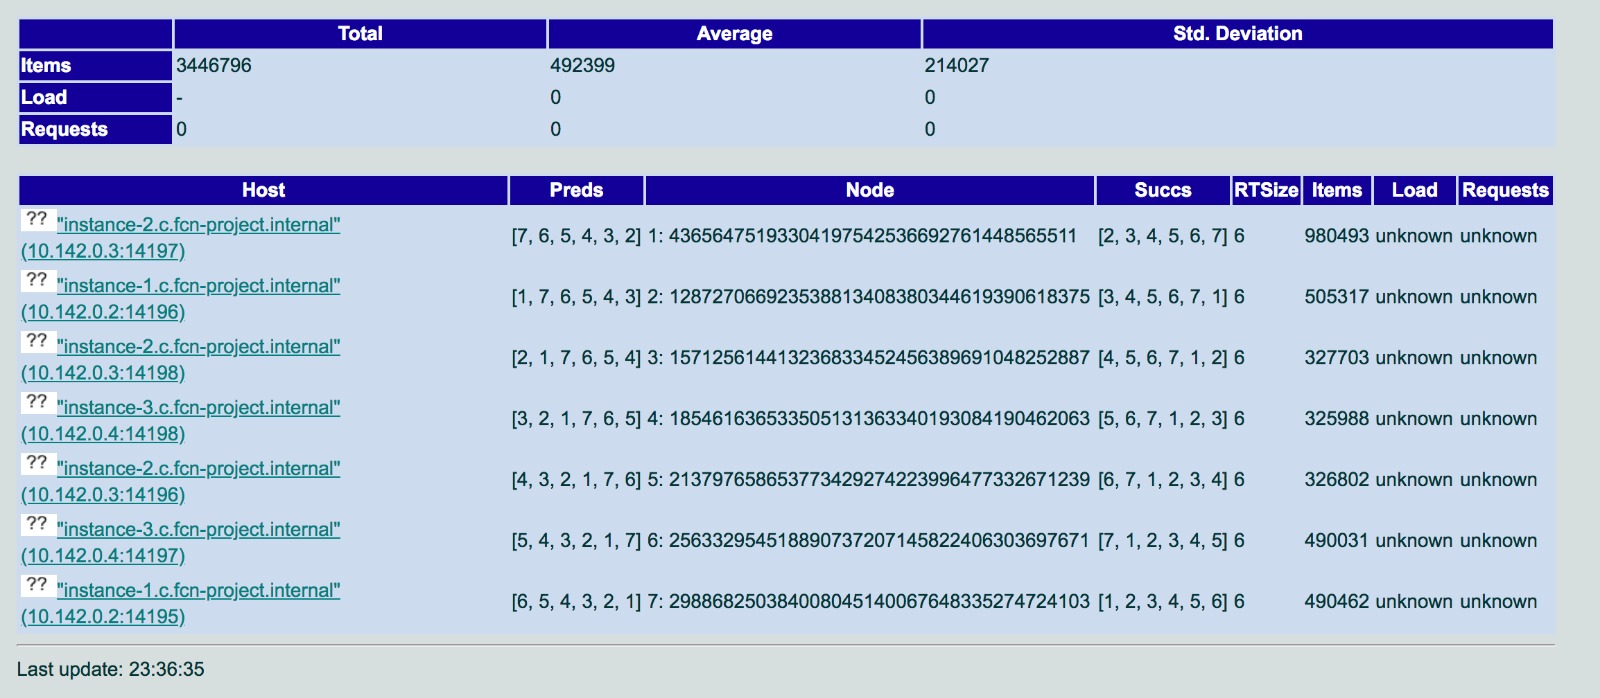 Total Average Std. Deviation
Items 3446796 492399 214027
Load - 0 0
Requests 0 0 0
Host Preds Node Succs RTSize Items Load Requests
?? "instance-2.c.fcn-project.internal"
(10.142.0.3:14197) [7, 6, 5, 4, 3, 2] 1: 43656475193304197542536692761448565511 [2, 3, 4, 5, 6, 7] 6 980493 unknown unknown
?? "instance-1.c.fcn-project.internal"
(10.142.0.2:14196) [1, 7, 6, 5, 4, 3] 2: 128727066923538813408380344619390618375 [3, 4, 5, 6, 7, 1] 6 505317 unknown unknown
?? "instance-2.c.fcn-project.internal"
(10.142.0.3:14198) [2, 1, 7, 6, 5, 4] 3: 157125614413236833452456389691048252887 [4, 5, 6, 7, 1, 2] 6 327703 unknown unknown
?? "instance-3.c.fcn-project.internal"
(10.142.0.4:14198) [3, 2, 1, 7, 6, 5] 4: 185461636533505131363340193084190462063 [5, 6, 7, 1, 2, 3] 6 325988 unknown unknown
?? "instance-2.c.fcn-project.internal"
(10.142.0.3:14196) [4, 3, 2, 1, 7, 6] 5: 213797658653773429274223996477332671239 [6, 7, 1, 2, 3, 4] 6 326802 unknown unknown
?? "instance-3.c.fcn-project.internal"
(10.142.0.4:14197) [5, 4, 3, 2, 1, 7] 6: 256332954518890737207145822406303697671 [7, 1, 2, 3, 4, 5] 6 490031 unknown unknown
?? "instance-1.c.fcn-project.internal"
(10.142.0.2:14195) [6, 5, 4, 3, 2, 1] 7: 298868250384008045140067648335274724103 [1, 2, 3, 4, 5, 6] 6 490462 unknown unknown
Last update: 23:36:35